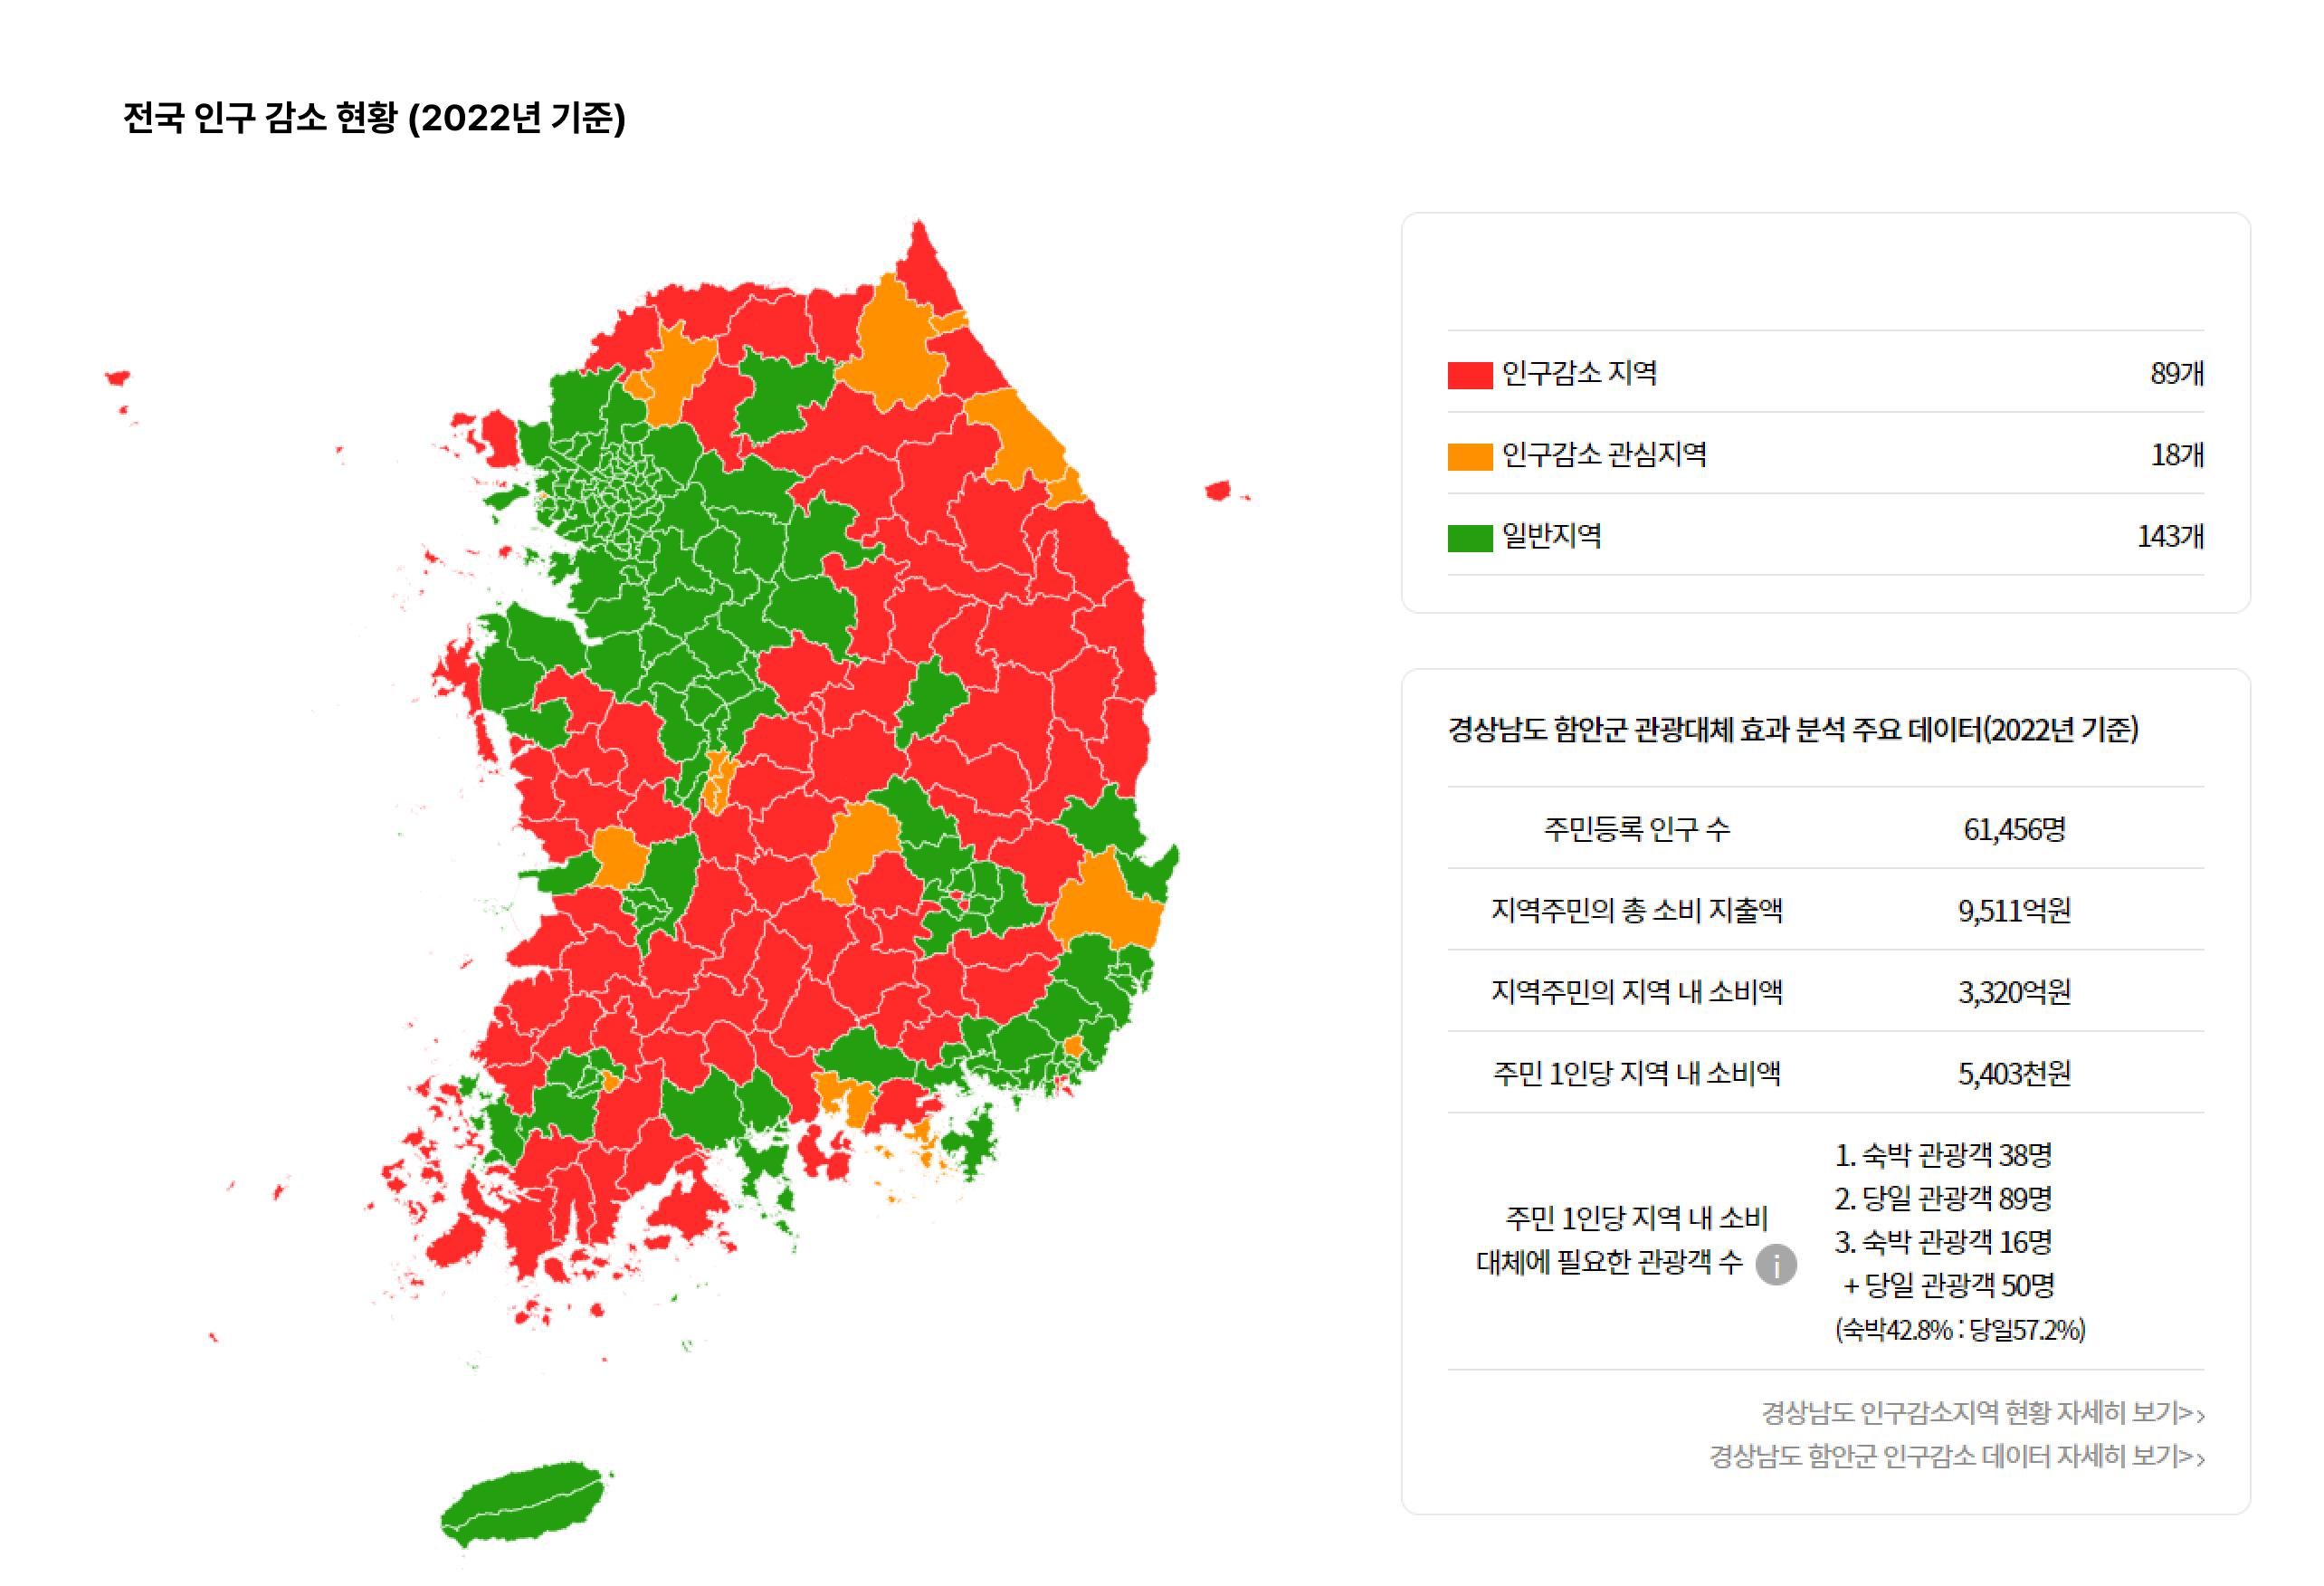 전국 인구 감소 현황 (2022년 기준)
인구감소 지역 89개
인구감소 관심지역 18개
일반지역 143개
경상남도 함안군 관광대체 효과 분석 주요 데이터(2022년 기준)
주민등록 인구 수 61,456명
지역주민의 총 소비 지출액 9,511억원
지역주민의 지역 내 소비액 3,320억원
주민 1인당 지역 내 소비액 5,403천원
주민 1인당 지역 내 소비
대체에 필요한 관광객 수 i
1. 숙박 관광객 38명
2. 당일 관광객 89명
3. 숙박 관광객 16명
+ 당일 관광객 50명
(숙박42.8% : 당일57.2%)
경상남도 인구감소지역 현황 자세히 보기>>
경상남도 함안군 인구감소 데이터 자세히 보기>>